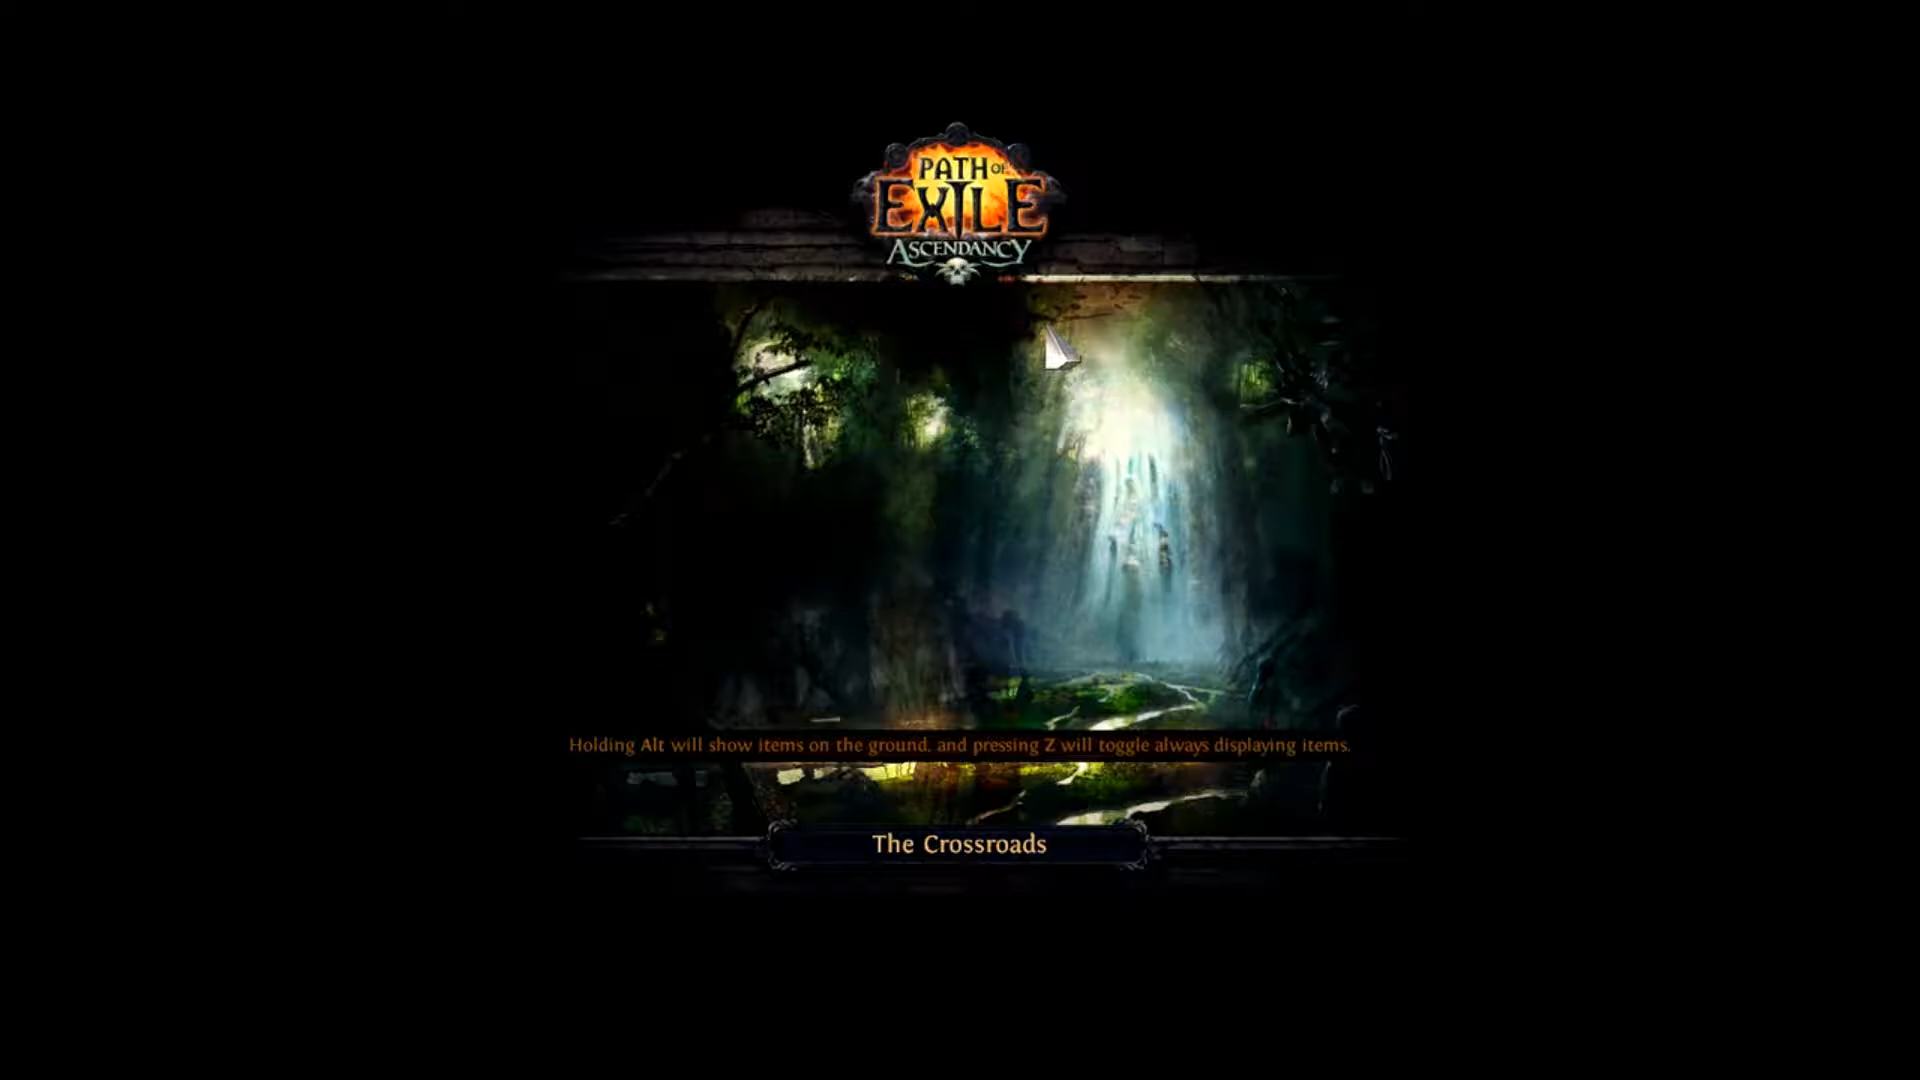 PATH OF
EXILE
ASCENDANCY
Holding Alt will show items on the ground, and pressing Z will toggle always displaying items.
The Crossroads